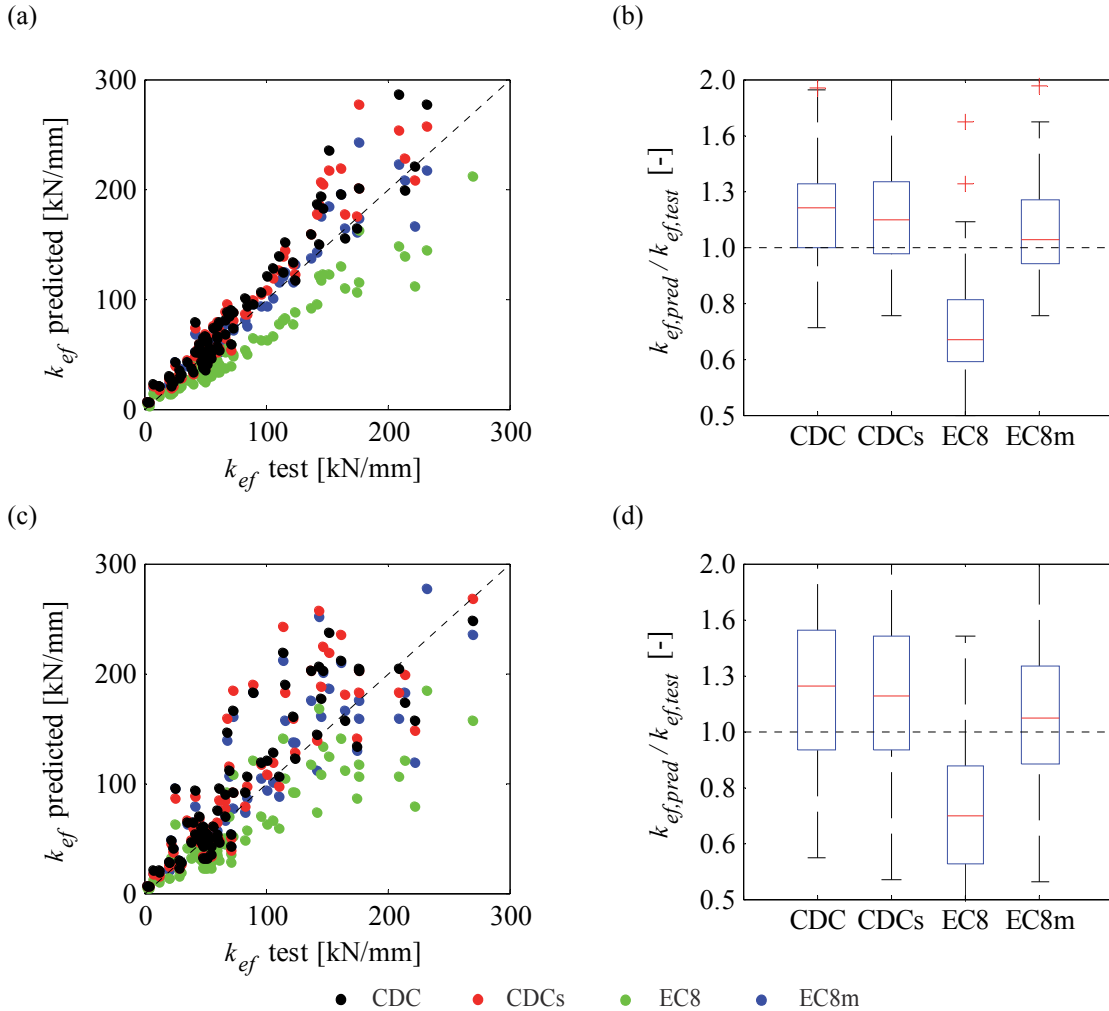 (a)
(b)
300
200
100
0
k_ef predicted [kN/mm]
0 100 200 300
k_ef test [kN/mm]
2.0
1.6
1.3
1.0
0.8
0.6
0.5
k_ef,pred / k_ef,test [-]
CDC CDCs EC8 EC8m
(c)
(d)
300
200
100
0
k_ef predicted [kN/mm]
0 100 200 300
k_ef test [kN/mm]
2.0
1.6
1.3
1.0
0.8
0.6
0.5
k_ef,pred / k_ef,test [-]
CDC CDCs EC8 EC8m
CDC CDCs EC8 EC8m